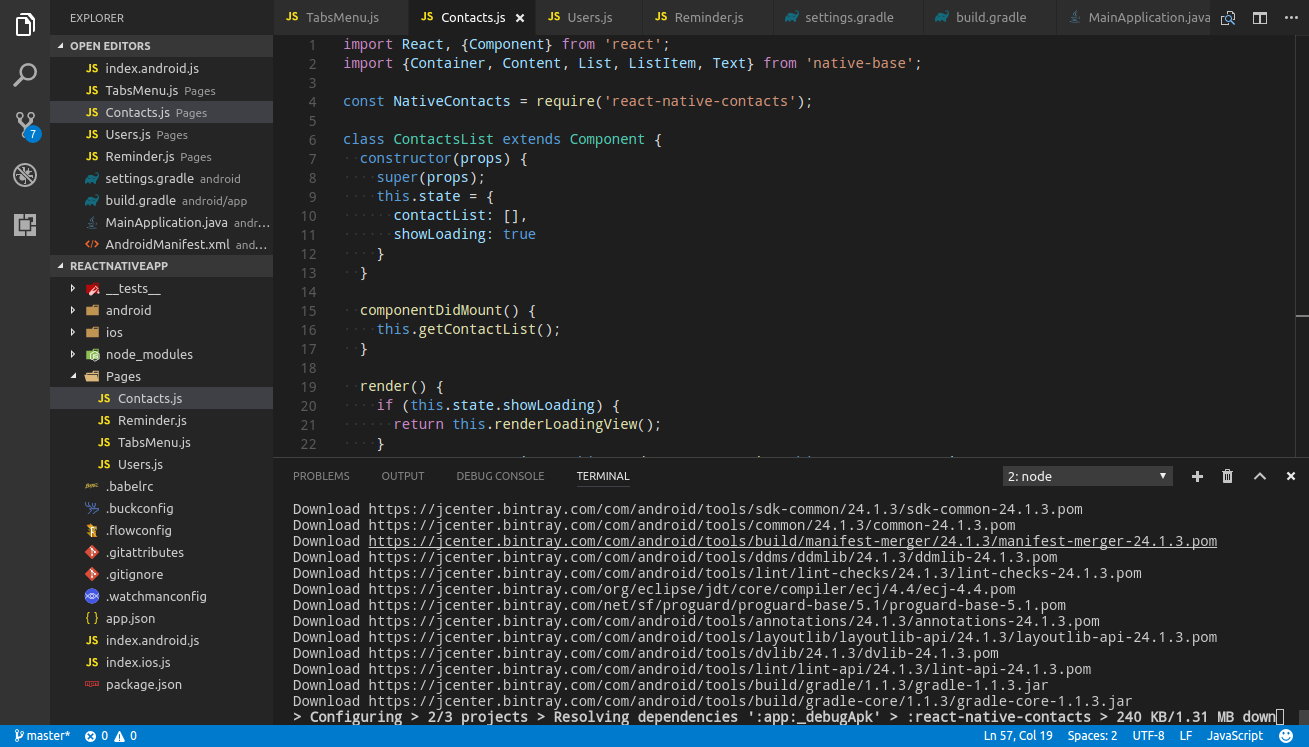 EXPLORER
OPEN EDITORS
JS index.android.js
JS TabsMenu.js Pages
JS Contacts.js Pages
JS Users.js Pages
JS Reminder.js Pages
settings.gradle android
build.gradle android/app
MainApplication.java andr...
AndroidManifest.xml and...
REACTNATIVEAPP
__tests__
android
ios
node_modules
Pages
JS Contacts.js
JS Reminder.js
JS TabsMenu.js
JS Users.js
.babelrc
.buckconfig
.flowconfig
.gitattributes
.gitignore
.watchmanconfig
{ } app.json
JS index.android.js
JS index.ios.js
package.json
7
JS TabsMenu.js JS Contacts.js × JS Users.js JS Reminder.js settings.gradle build.gradle MainApplication.java
1 import React, {Component} from 'react';
2 import {Container, Content, List, ListItem, Text} from 'native-base';
3
4 const NativeContacts = require('react-native-contacts');
5
6 class ContactsList extends Component {
7 constructor(props) {
8 super(props);
9 this.state = {
10 contactList: [],
11 showLoading: true
12 }
13 }
14
15 componentDidMount() {
16 this.getContactList();
17 }
18
19 render() {
20 if (this.state.showLoading) {
21 return this.renderLoadingView();
22 }
PROBLEMS OUTPUT DEBUG CONSOLE TERMINAL 2: node
Download https://jcenter.bintray.com/com/android/tools/sdk-common/24.1.3/sdk-common-24.1.3.pom
Download https://jcenter.bintray.com/com/android/tools/common/24.1.3/common-24.1.3.pom
Download https://jcenter.bintray.com/com/android/tools/build/manifest-merger/24.1.3/manifest-merger-24.1.3.pom
Download https://jcenter.bintray.com/com/android/tools/ddms/ddmlib/24.1.3/ddmlib-24.1.3.pom
Download https://jcenter.bintray.com/com/android/tools/lint/lint-checks/24.1.3/lint-checks-24.1.3.pom
Download https://jcenter.bintray.com/org/eclipse/jdt/core/compiler/ecj/4.4/ecj-4.4.pom
Download https://jcenter.bintray.com/net/sf/proguard/proguard-base/5.1/proguard-base-5.1.pom
Download https://jcenter.bintray.com/com/android/tools/annotations/24.1.3/annotations-24.1.3.pom
Download https://jcenter.bintray.com/com/android/tools/layoutlib/layoutlib-api/24.1.3/layoutlib-api-24.1.3.pom
Download https://jcenter.bintray.com/com/android/tools/dvlib/24.1.3/dvlib-24.1.3.pom
Download https://jcenter.bintray.com/com/android/tools/lint/lint-api/24.1.3/lint-api-24.1.3.pom
Download https://jcenter.bintray.com/com/android/tools/build/gradle/1.1.3/gradle-1.1.3.jar
Download https://jcenter.bintray.com/com/android/tools/build/gradle-core/1.1.3/gradle-core-1.1.3.jar
> Configuring > 2/3 projects > Resolving dependencies ':app:_debugApk' > :react-native-contacts > 240 KB/1.31 MB down
master* 0 0 Ln 57, Col 19 Spaces: 2 UTF-8 LF JavaScript